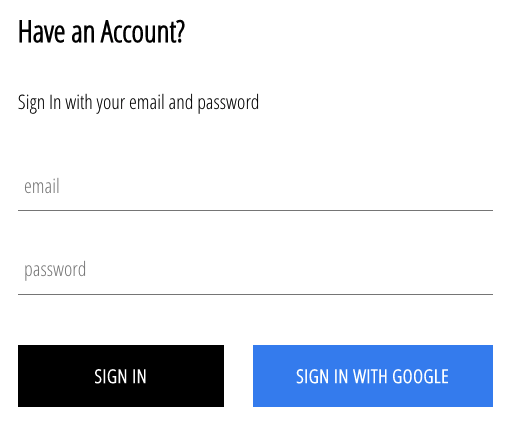 Have an Account?
Sign In with your email and password
email
password
SIGN IN
SIGN IN WITH GOOGLE